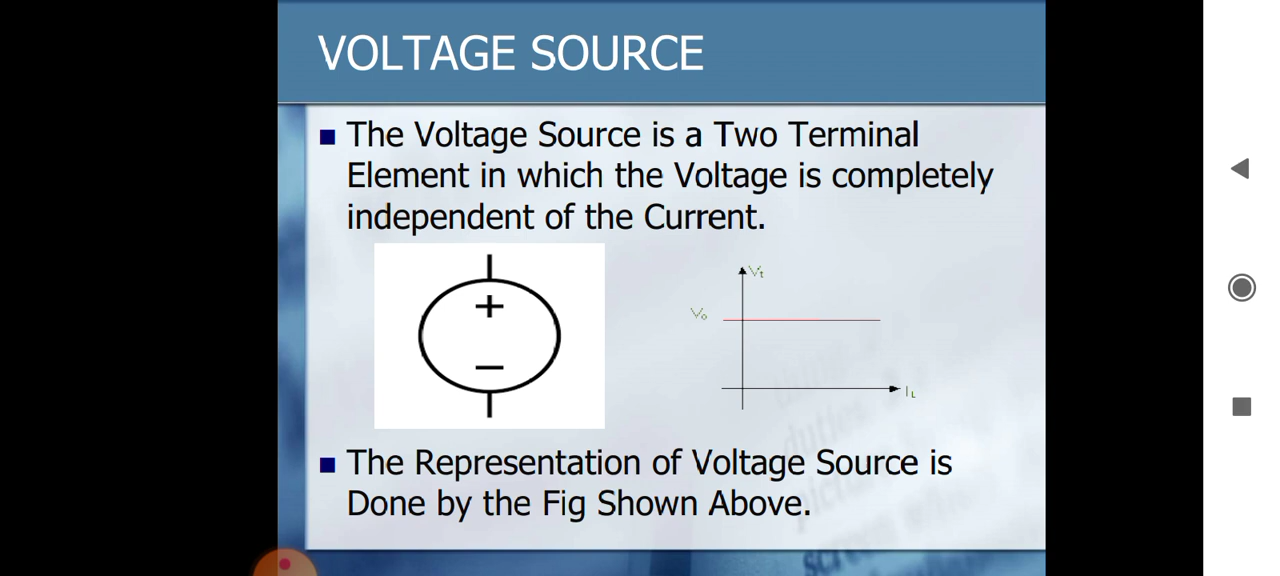 VOLTAGE SOURCE
The Voltage Source is a Two Terminal
Element in which the Voltage is completely
independent of the Current.
+
Vt
Vo
−
IL
The Representation of Voltage Source is
Done by the Fig Shown Above.